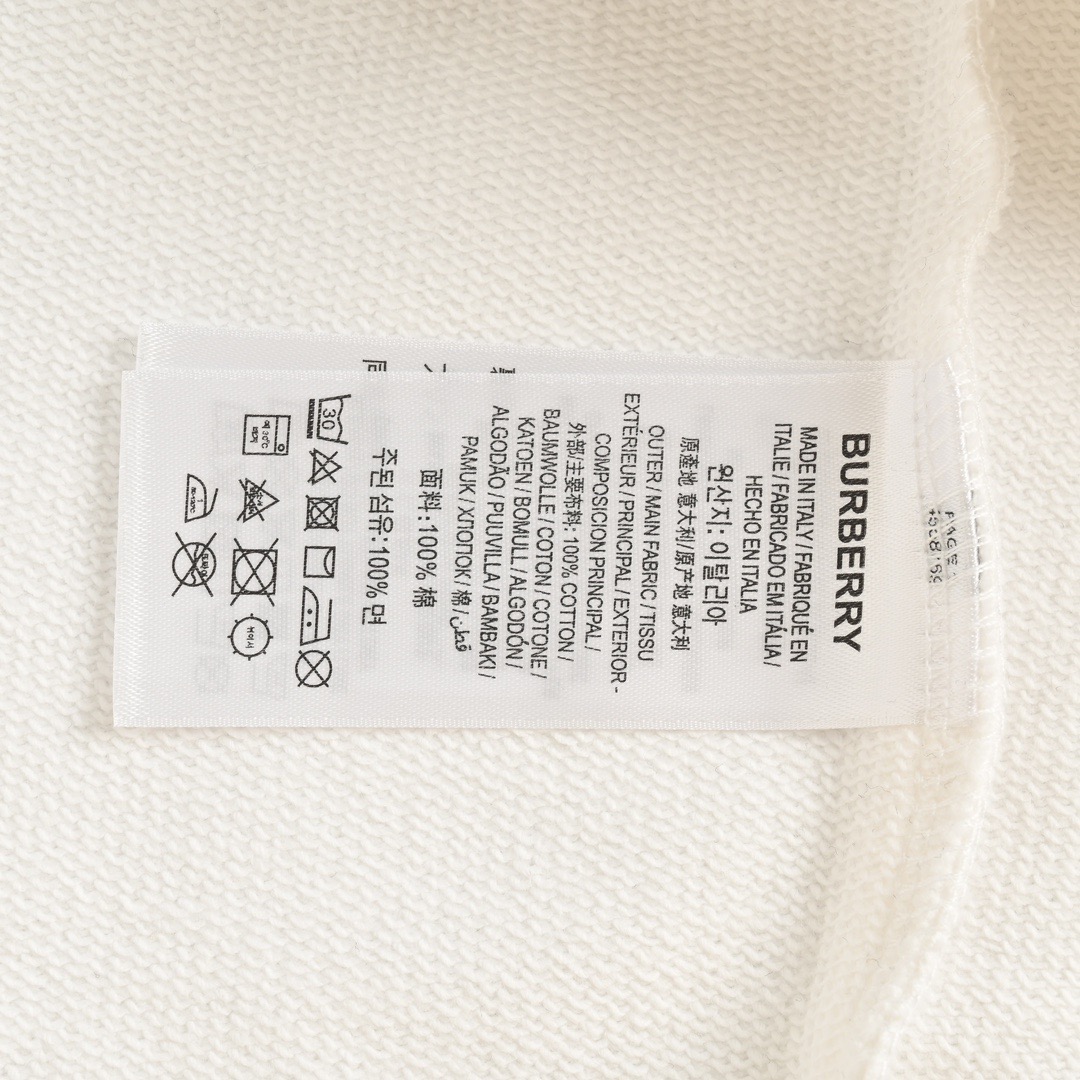 BURBERRY
MADE IN ITALY / FABRIQUÉ EN
ITALIE / FABRICADO EM ITÁLIA /
HECHO EN ITALIA
원산지: 이탈리아
原產地 意大利/原产地 意大利
OUTER / MAIN FABRIC / TISSU
EXTÉRIEUR / PRINCIPAL / EXTERIOR -
COMPOSICION PRINCIPAL /
外部/主要布料: 100% COTTON /
BAUMWOLLE / COTON / COTONE /
KATOEN / BOMULL / ALGODÓN /
ALGODÃO / PUUVILLA / BAMBAKI /
PAMUK / ХЛОПОК / 棉 / قطن
面料:100% 棉
주된섬유:100% 면
30